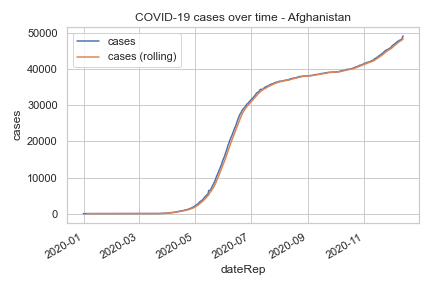 COVID-19 cases over time - Afghanistan
cases
cases (rolling)
50000
40000
30000
20000
10000
0
cases
2020-01
2020-03
2020-05
2020-07
2020-09
2020-11
dateRep